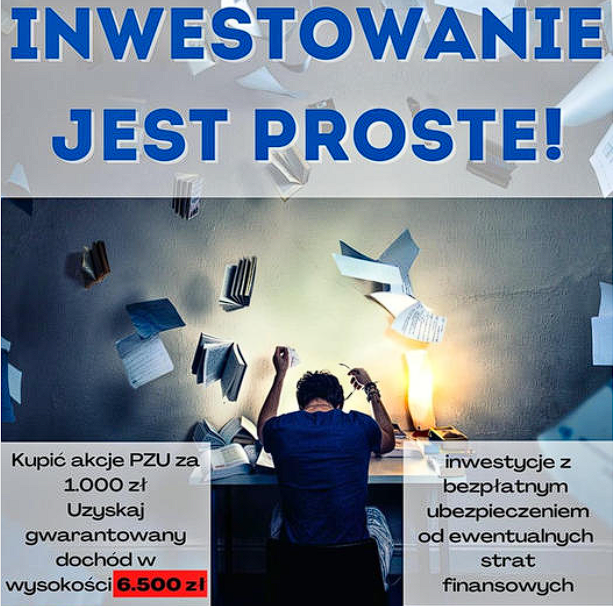 INWESTOWANIE
JEST PROSTE!
Kupić akcje PZU za
1.000 zł
Uzyskaj
gwarantowany
dochód w
wysokości 6.500 zł
inwestycje z
bezpłatnym
ubezpieczeniem
od ewentualnych
strat
finansowych